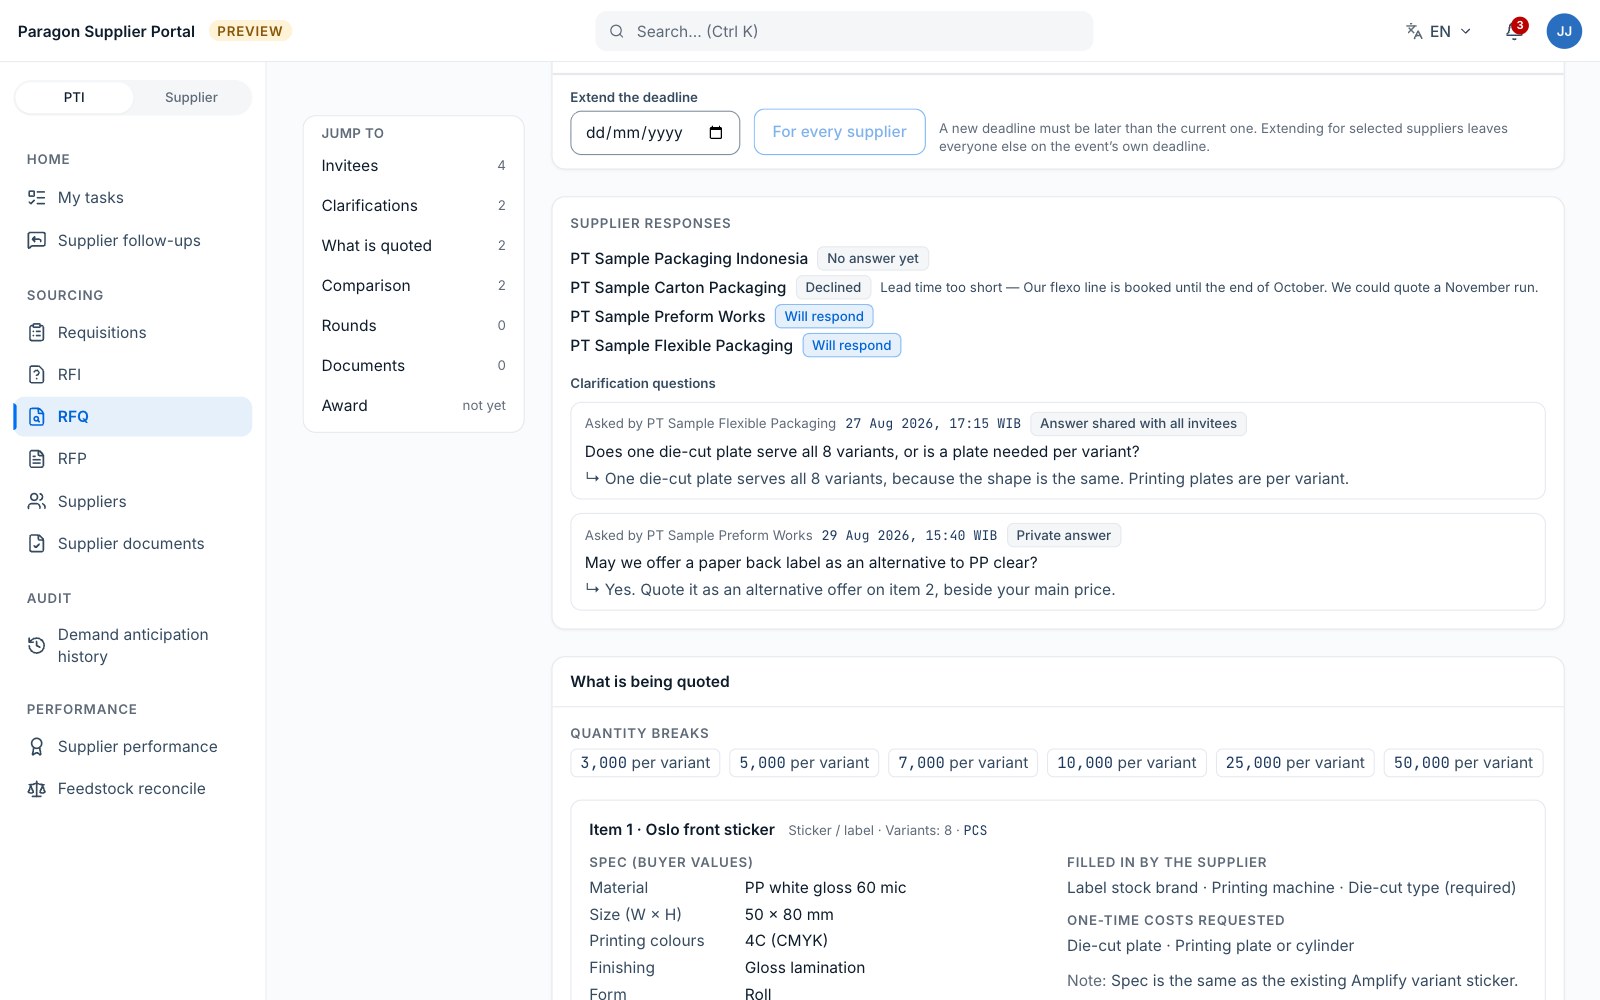 Paragon Supplier Portal PREVIEW
Search... (Ctrl K)
EN
3
JJ
PTI
Supplier
HOME
My tasks
Supplier follow-ups
SOURCING
Requisitions
RFI
RFQ
RFP
Suppliers
Supplier documents
AUDIT
Demand anticipation
history
PERFORMANCE
Supplier performance
Feedstock reconcile
JUMP TO
Invitees 4
Clarifications 2
What is quoted 2
Comparison 2
Rounds 0
Documents 0
Award not yet
Extend the deadline
dd/mm/yyyy
For every supplier
A new deadline must be later than the current one. Extending for selected suppliers leaves
everyone else on the event's own deadline.
SUPPLIER RESPONSES
PT Sample Packaging Indonesia No answer yet
PT Sample Carton Packaging Declined Lead time too short — Our flexo line is booked until the end of October. We could quote a November run.
PT Sample Preform Works Will respond
PT Sample Flexible Packaging Will respond
Clarification questions
Asked by PT Sample Flexible Packaging 27 Aug 2026, 17:15 WIB Answer shared with all invitees
Does one die-cut plate serve all 8 variants, or is a plate needed per variant?
↳ One die-cut plate serves all 8 variants, because the shape is the same. Printing plates are per variant.
Asked by PT Sample Preform Works 29 Aug 2026, 15:40 WIB Private answer
May we offer a paper back label as an alternative to PP clear?
↳ Yes. Quote it as an alternative offer on item 2, beside your main price.
What is being quoted
QUANTITY BREAKS
3,000 per variant 5,000 per variant 7,000 per variant 10,000 per variant 25,000 per variant 50,000 per variant
Item 1 · Oslo front sticker Sticker / label · Variants: 8 · PCS
SPEC (BUYER VALUES)
Material PP white gloss 60 mic
Size (W × H) 50 × 80 mm
Printing colours 4C (CMYK)
Finishing Gloss lamination
Form Roll
FILLED IN BY THE SUPPLIER
Label stock brand · Printing machine · Die-cut type (required)
ONE-TIME COSTS REQUESTED
Die-cut plate · Printing plate or cylinder
Note: Spec is the same as the existing Amplify variant sticker.